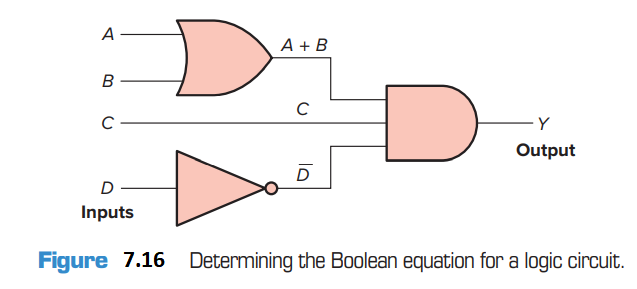 A
A + B
B
C
C
Y
Output
D̅
D
Inputs
Figure 7.16 Determining the Boolean equation for a logic circuit.